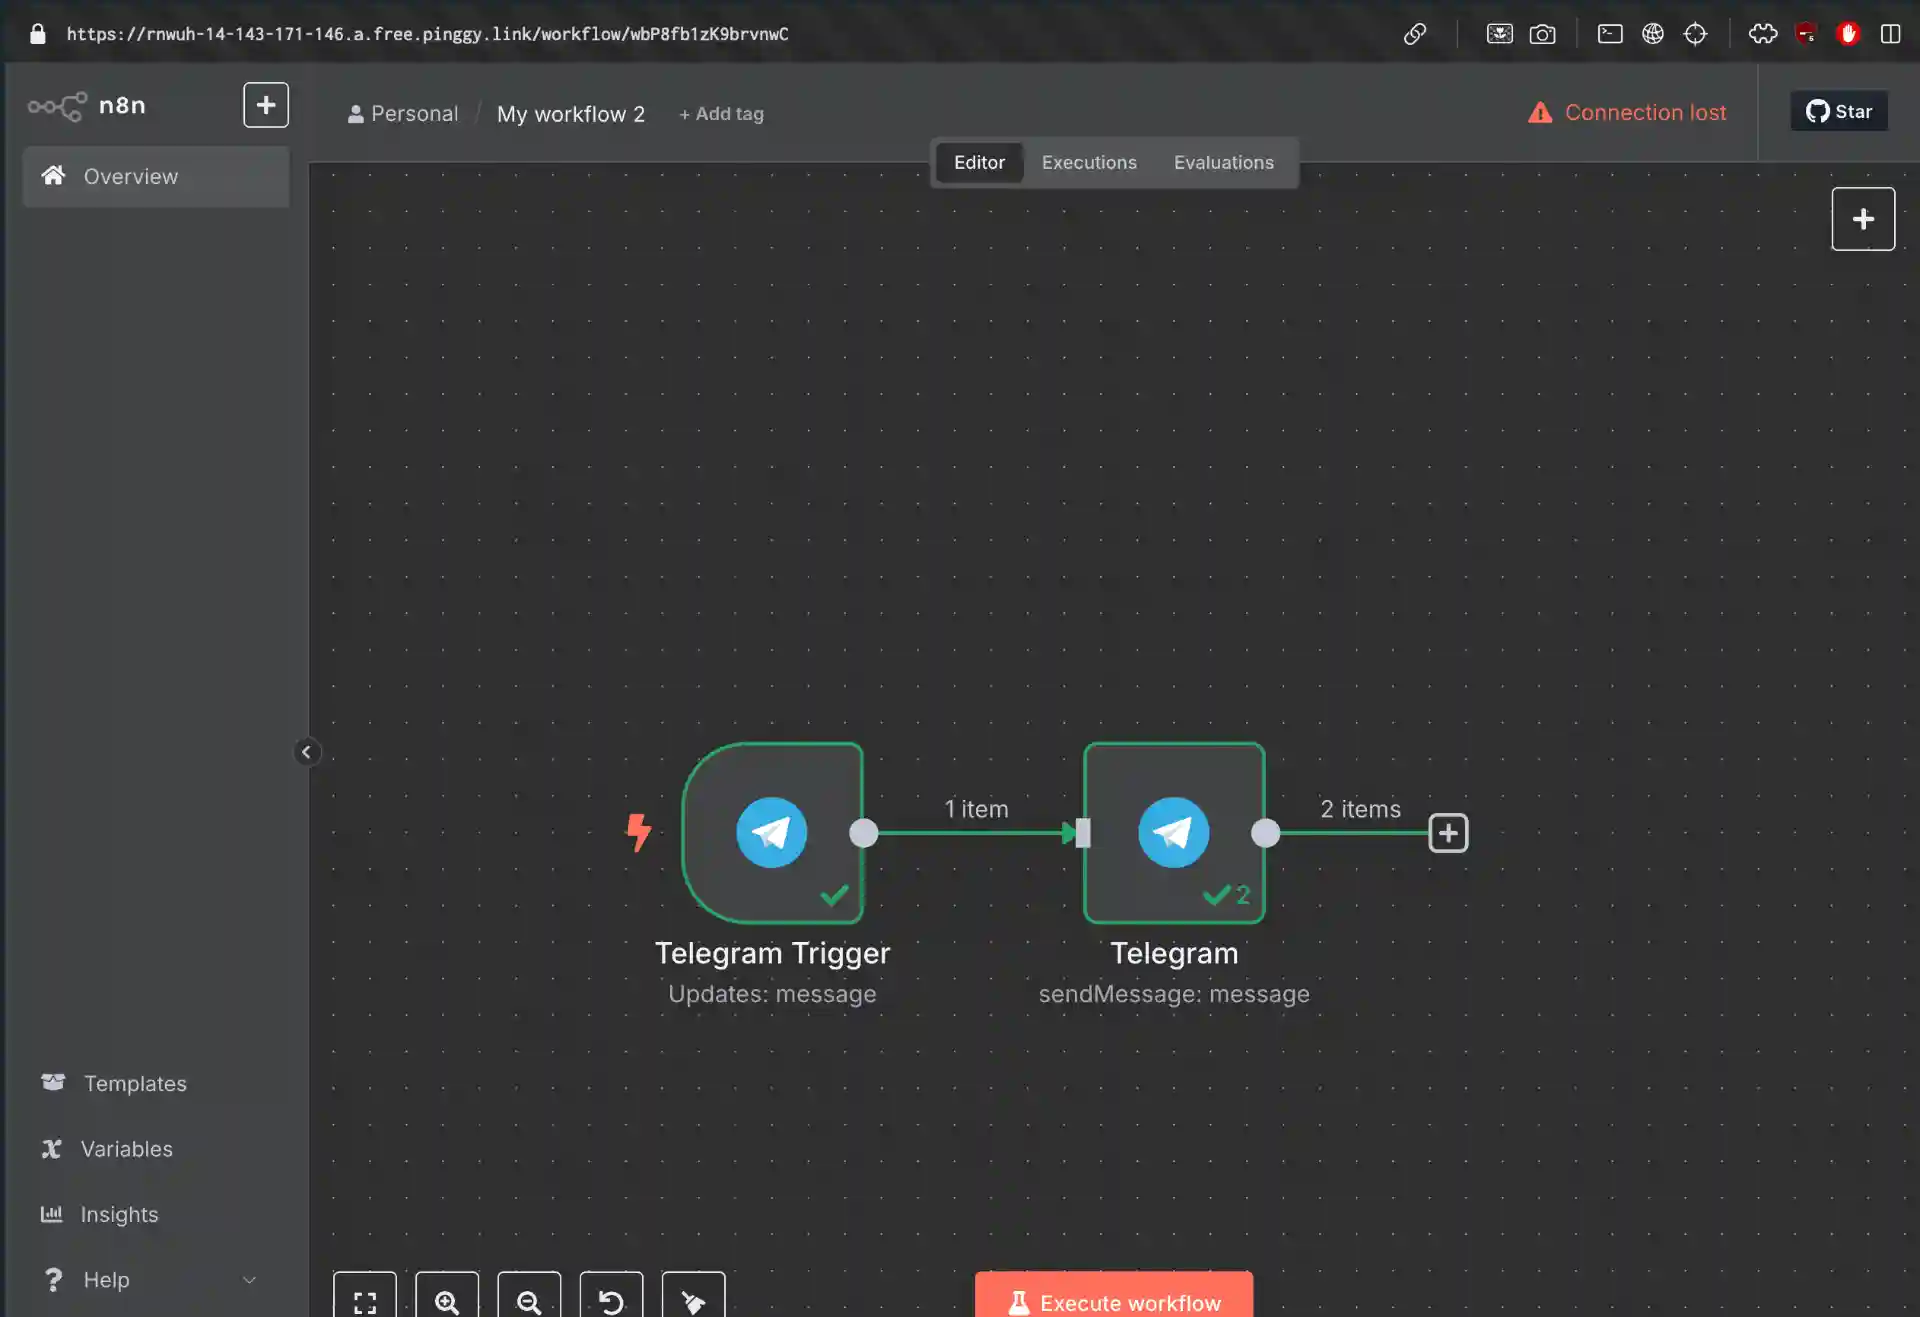 https://rnwuh-14-143-171-146.a.free.pinggy.link/workflow/wbP8fb1zK9brvnwC
n8n
Personal / My workflow 2 + Add tag
Connection lost
Star
Editor Executions Evaluations
Overview
1 item
2 items
2
Telegram Trigger
Updates: message
Telegram
sendMessage: message
Templates
Variables
Insights
Help
Execute workflow